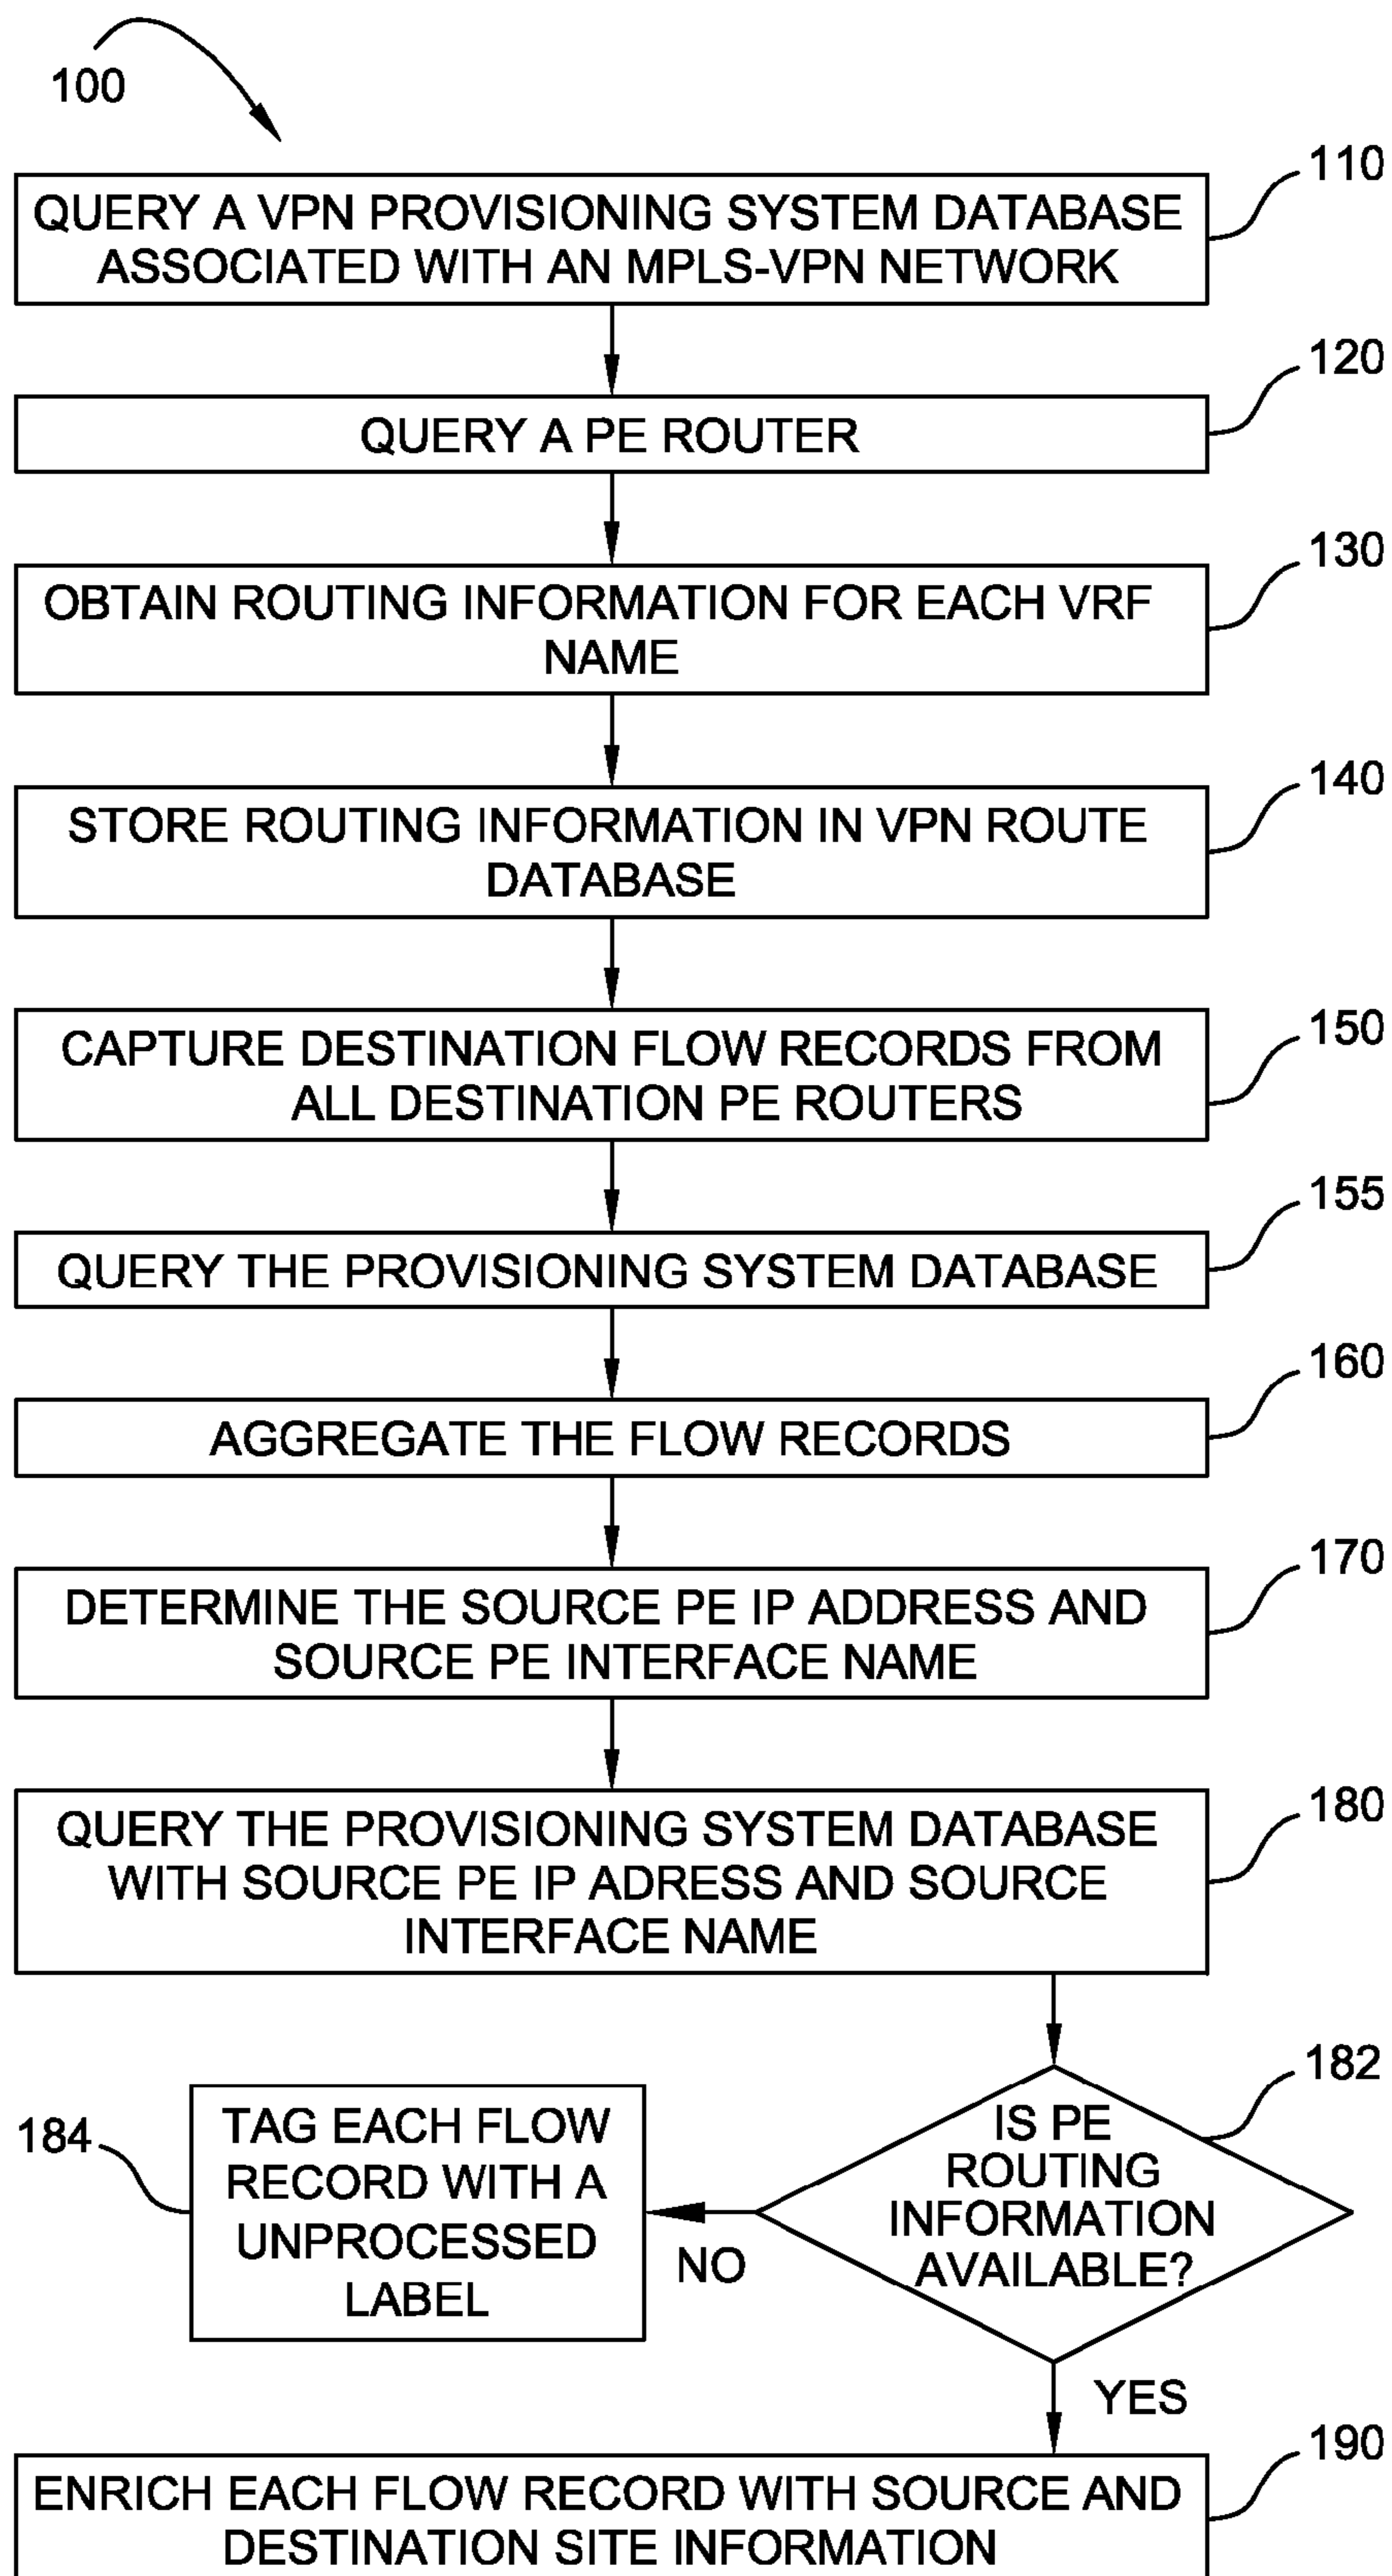 100
110
QUERY A VPN PROVISIONING SYSTEM DATABASE
ASSOCIATED WITH AN MPLS-VPN NETWORK
120
QUERY A PE ROUTER
130
OBTAIN ROUTING INFORMATION FOR EACH VRF
NAME
140
STORE ROUTING INFORMATION IN VPN ROUTE
DATABASE
150
CAPTURE DESTINATION FLOW RECORDS FROM
ALL DESTINATION PE ROUTERS
155
QUERY THE PROVISIONING SYSTEM DATABASE
160
AGGREGATE THE FLOW RECORDS
170
DETERMINE THE SOURCE PE IP ADDRESS AND
SOURCE PE INTERFACE NAME
180
QUERY THE PROVISIONING SYSTEM DATABASE
WITH SOURCE PE IP ADRESS AND SOURCE
INTERFACE NAME
182
IS PE
ROUTING
INFORMATION
AVAILABLE?
NO
184
TAG EACH FLOW
RECORD WITH A
UNPROCESSED
LABEL
YES
190
ENRICH EACH FLOW RECORD WITH SOURCE AND
DESTINATION SITE INFORMATION